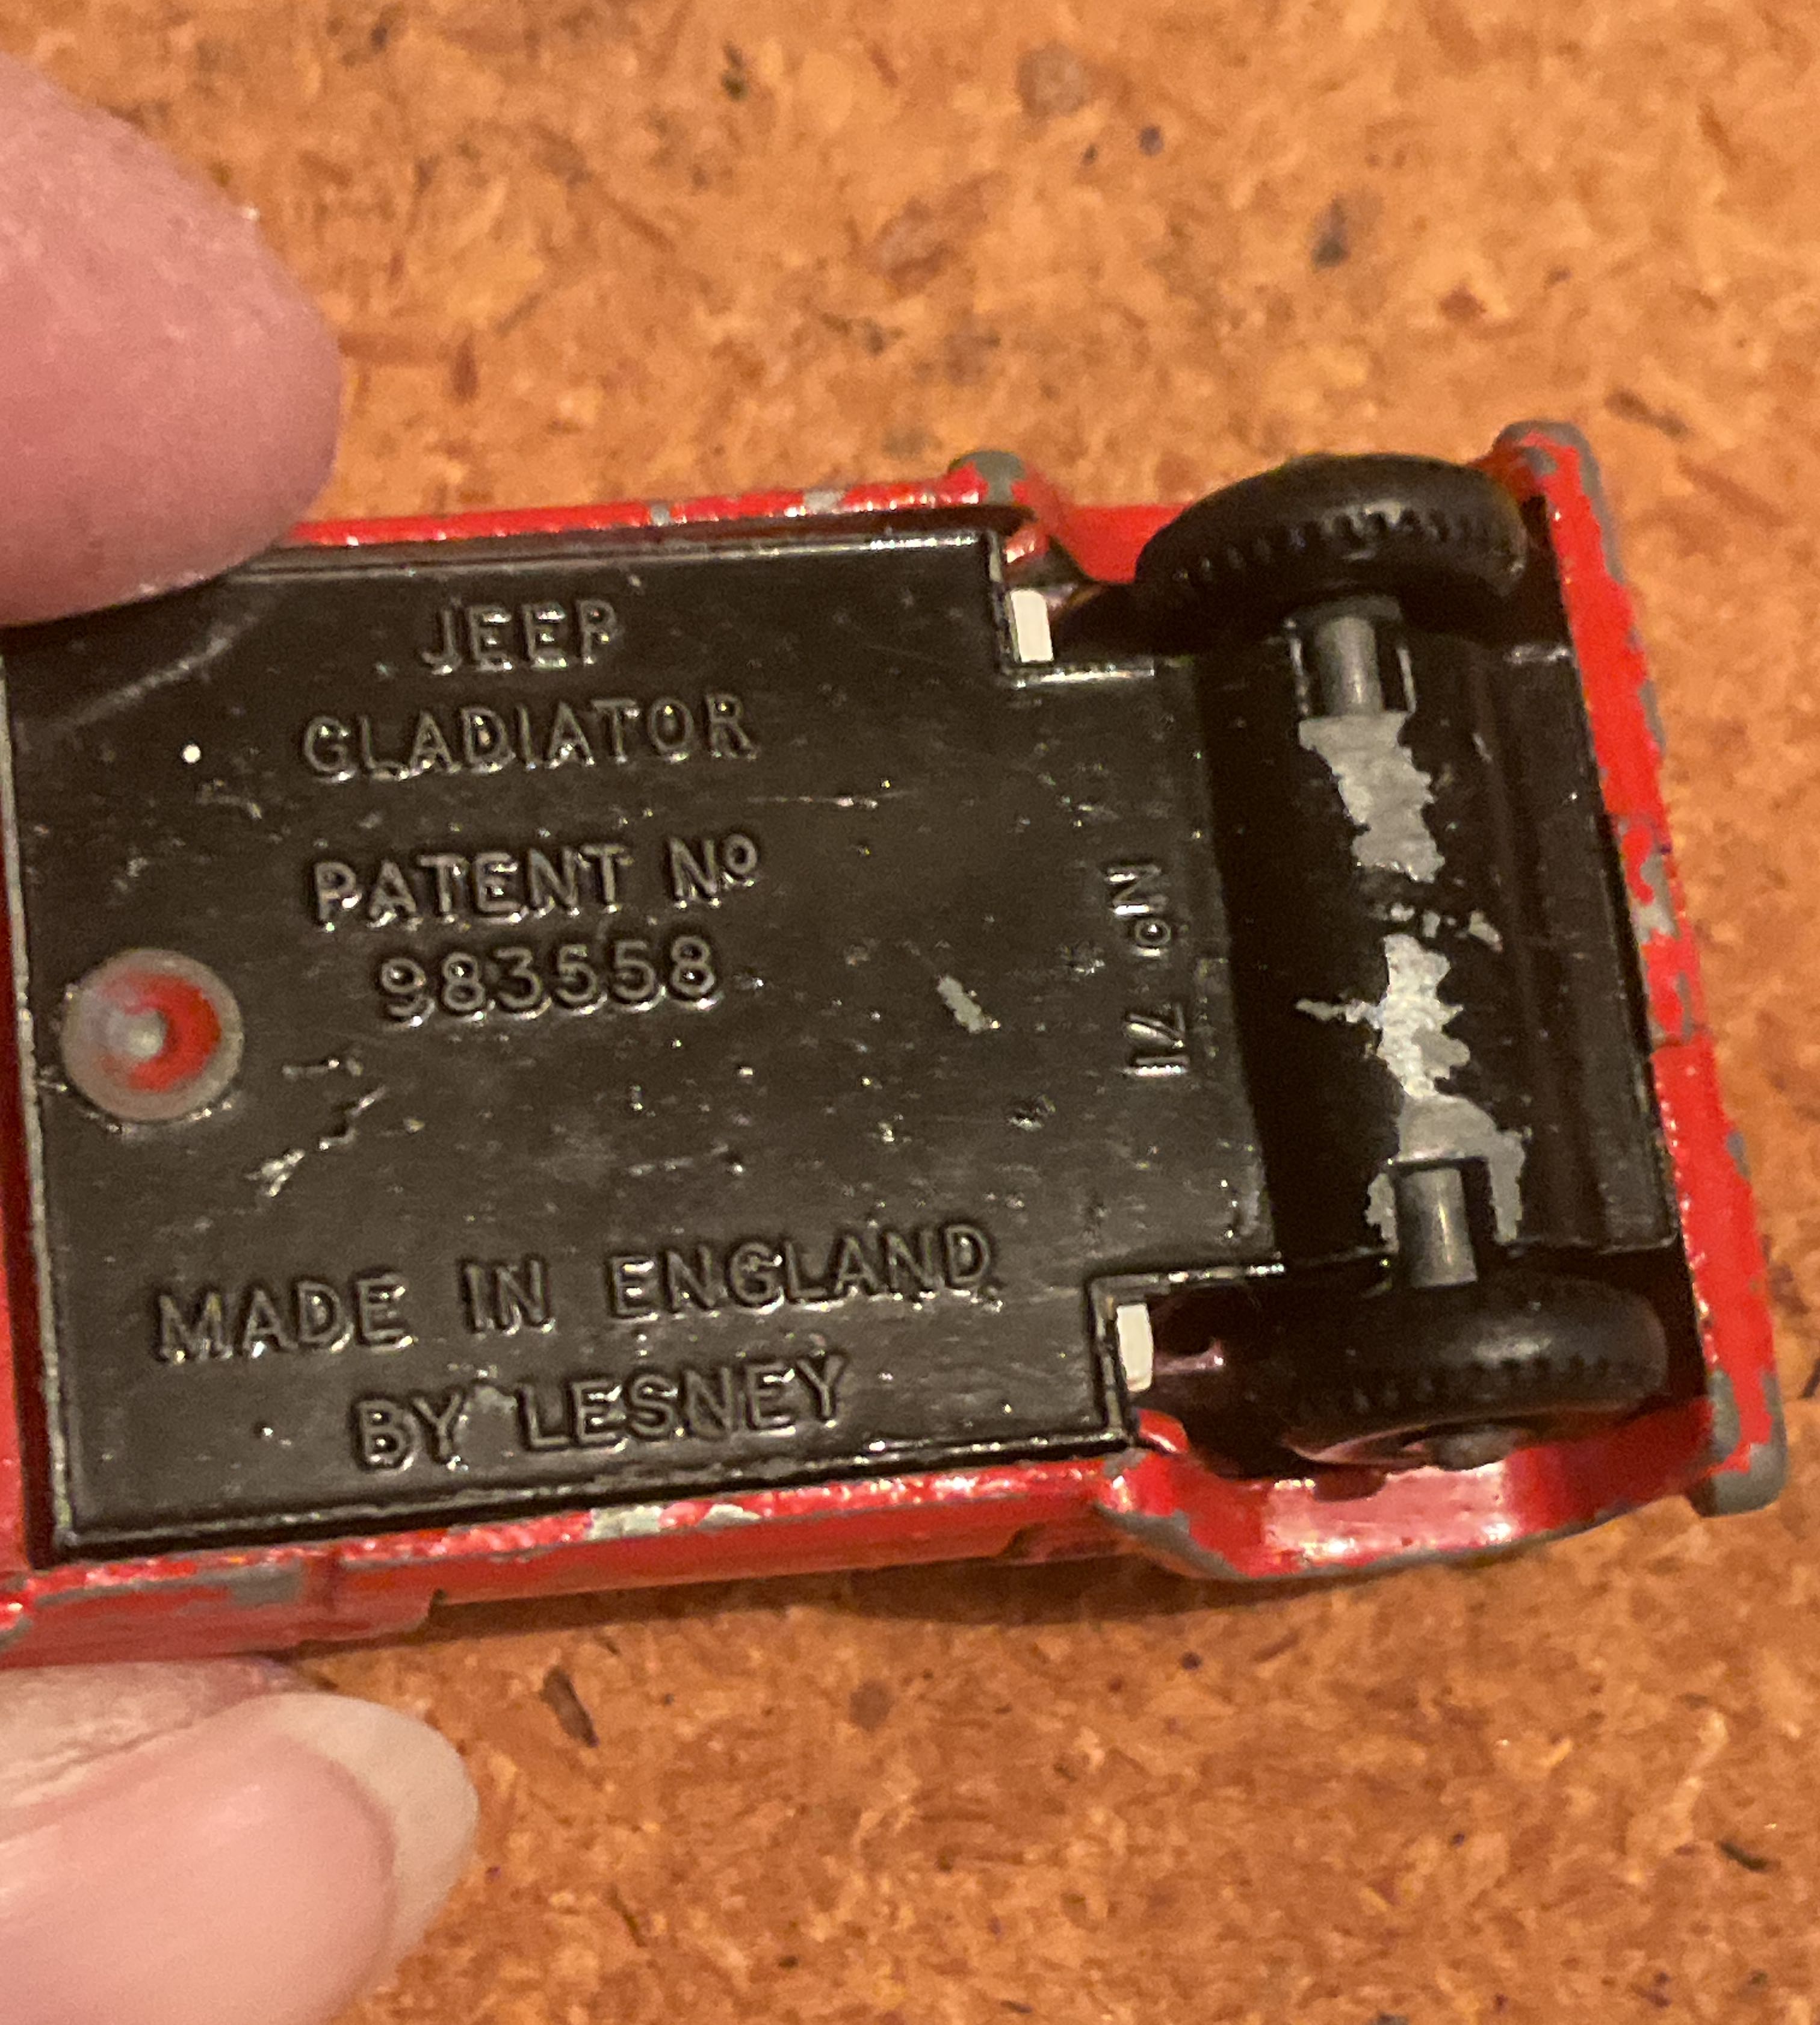 JEEP
GLADIATOR
PATENT Nº
983558
Nº 71
MADE IN ENGLAND
BY LESNEY